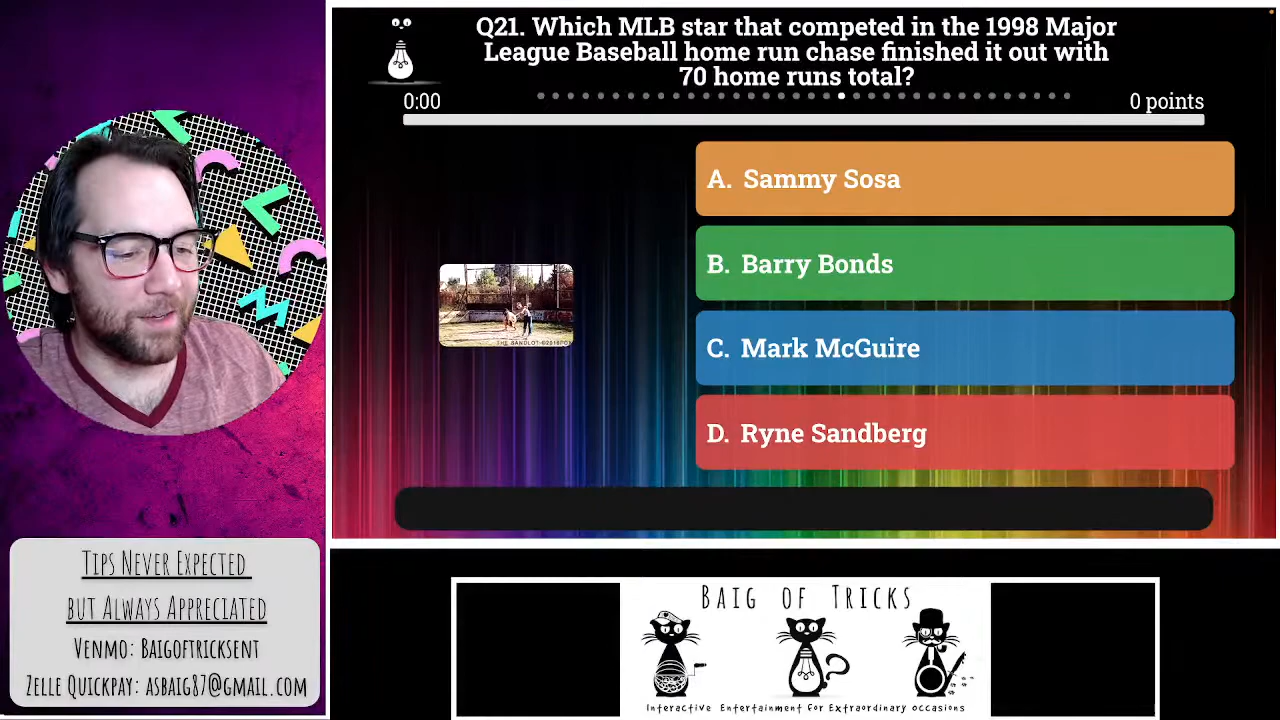 Q21. Which MLB star that competed in the 1998 Major
League Baseball home run chase finished it out with
70 home runs total?
0:00
0 points
A. Sammy Sosa
B. Barry Bonds
C. Mark McGuire
D. Ryne Sandberg
Tips Never Expected
but Always Appreciated
Venmo: Baigoftricksent
Zelle Quickpay: asbaig87@gmail.com
Baig of Tricks
Interactive Entertainment for Extraordinary Occasions